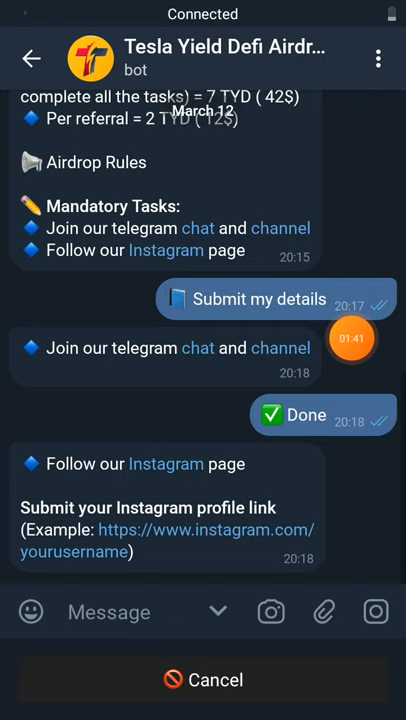 Connected
Tesla Yield Defi Airdr...
bot
complete all the tasks) = 7 TYD ( 42$)
March 12
🔷 Per referral = 2 TYD ( 12$)
📢 Airdrop Rules
✏️ Mandatory Tasks:
🔷 Join our telegram chat and channel
🔷 Follow our Instagram page
20:15
📘 Submit my details
20:17
01:41
🔷 Join our telegram chat and channel
20:18
✅ Done
20:18
🔷 Follow our Instagram page
Submit your Instagram profile link
(Example: https://www.instagram.com/
yourusername)
20:18
Message
🚫 Cancel